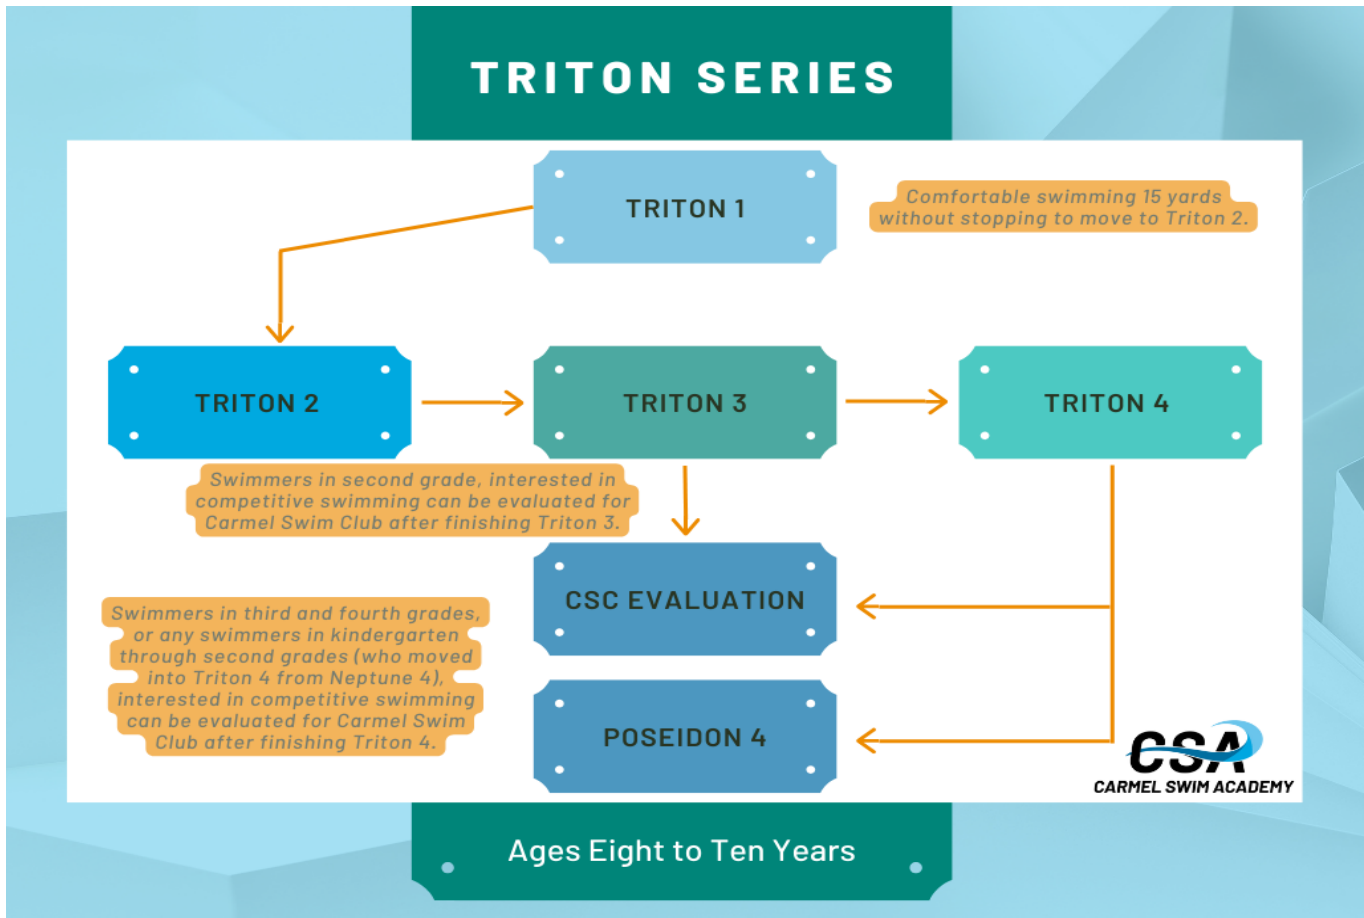 TRITON SERIES
TRITON 1
Comfortable swimming 15 yards
without stopping to move to Triton 2.
TRITON 2
TRITON 3
TRITON 4
Swimmers in second grade, interested in
competitive swimming can be evaluated for
Carmel Swim Club after finishing Triton 3.
CSC EVALUATION
Swimmers in third and fourth grades,
or any swimmers in kindergarten
through second grades (who moved
into Triton 4 from Neptune 4),
interested in competitive swimming
can be evaluated for Carmel Swim
Club after finishing Triton 4.
POSEIDON 4
CSA
CARMEL SWIM ACADEMY
Ages Eight to Ten Years